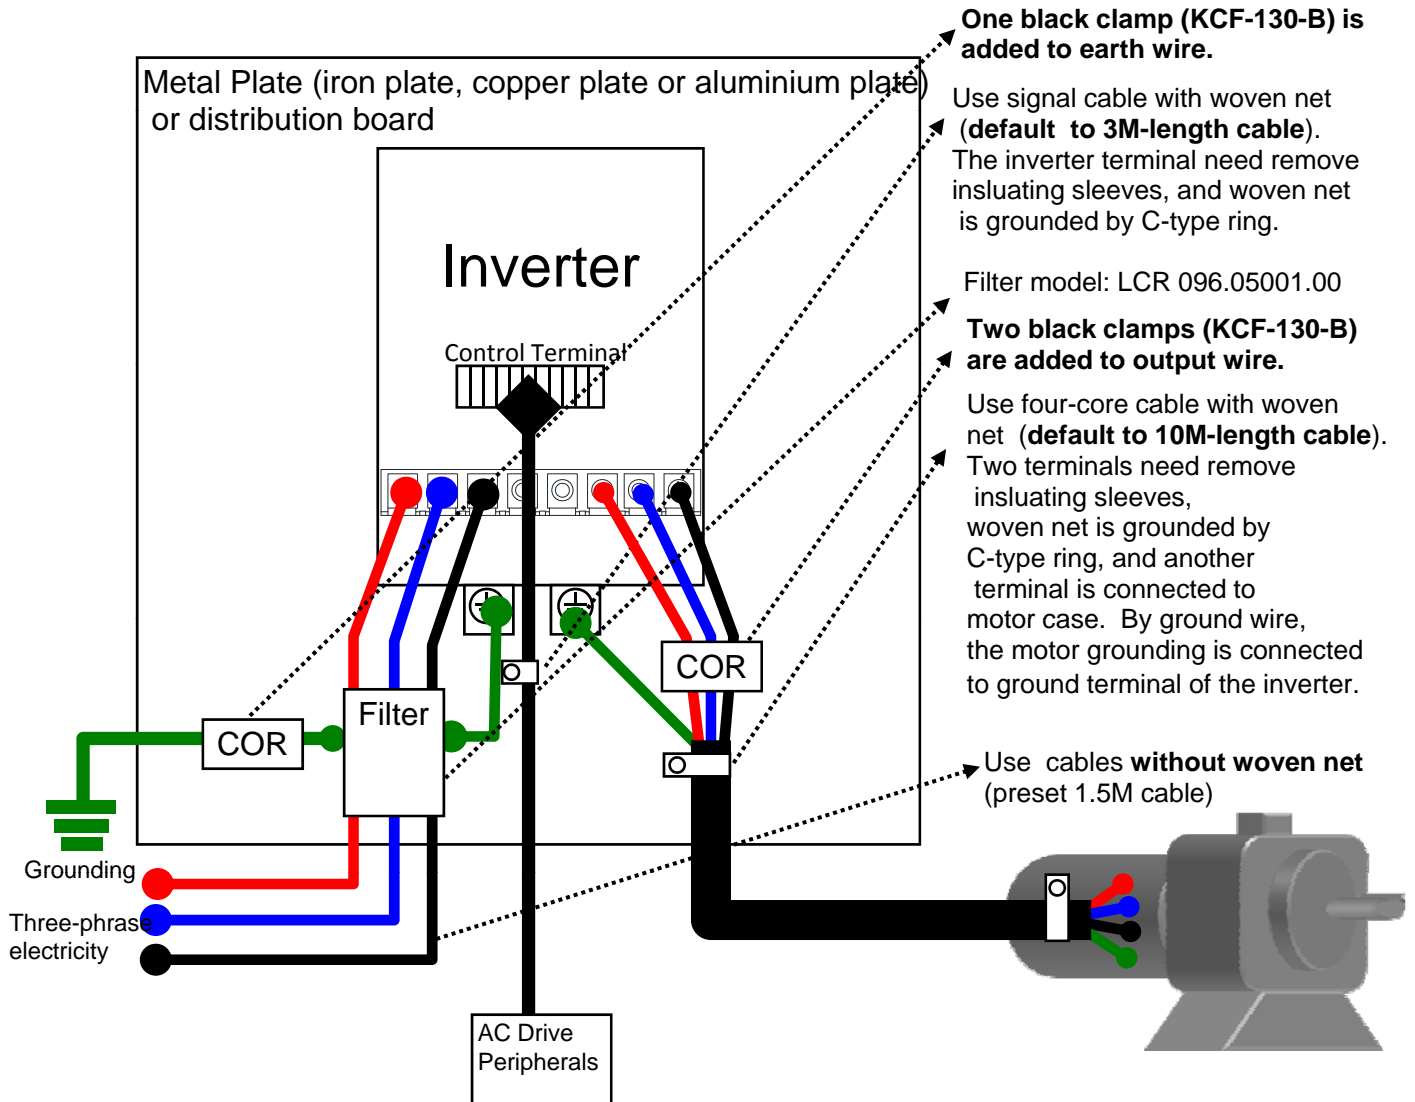 Metal Plate (iron plate, copper plate or aluminium plate)
or distribution board
Inverter
Control Terminal
COR
COR
Filter
Grounding
Three-phrase
electricity
AC Drive
Peripherals
One black clamp (KCF-130-B) is
added to earth wire.
Use signal cable with woven net
(default to 3M-length cable).
The inverter terminal need remove
insluating sleeves, and woven net
is grounded by C-type ring.
Filter model: LCR 096.05001.00
Two black clamps (KCF-130-B)
are added to output wire.
Use four-core cable with woven
net (default to 10M-length cable).
Two terminals need remove
insluating sleeves,
woven net is grounded by
C-type ring, and another
terminal is connected to
motor case. By ground wire,
the motor grounding is connected
to ground terminal of the inverter.
Use cables without woven net
(preset 1.5M cable)